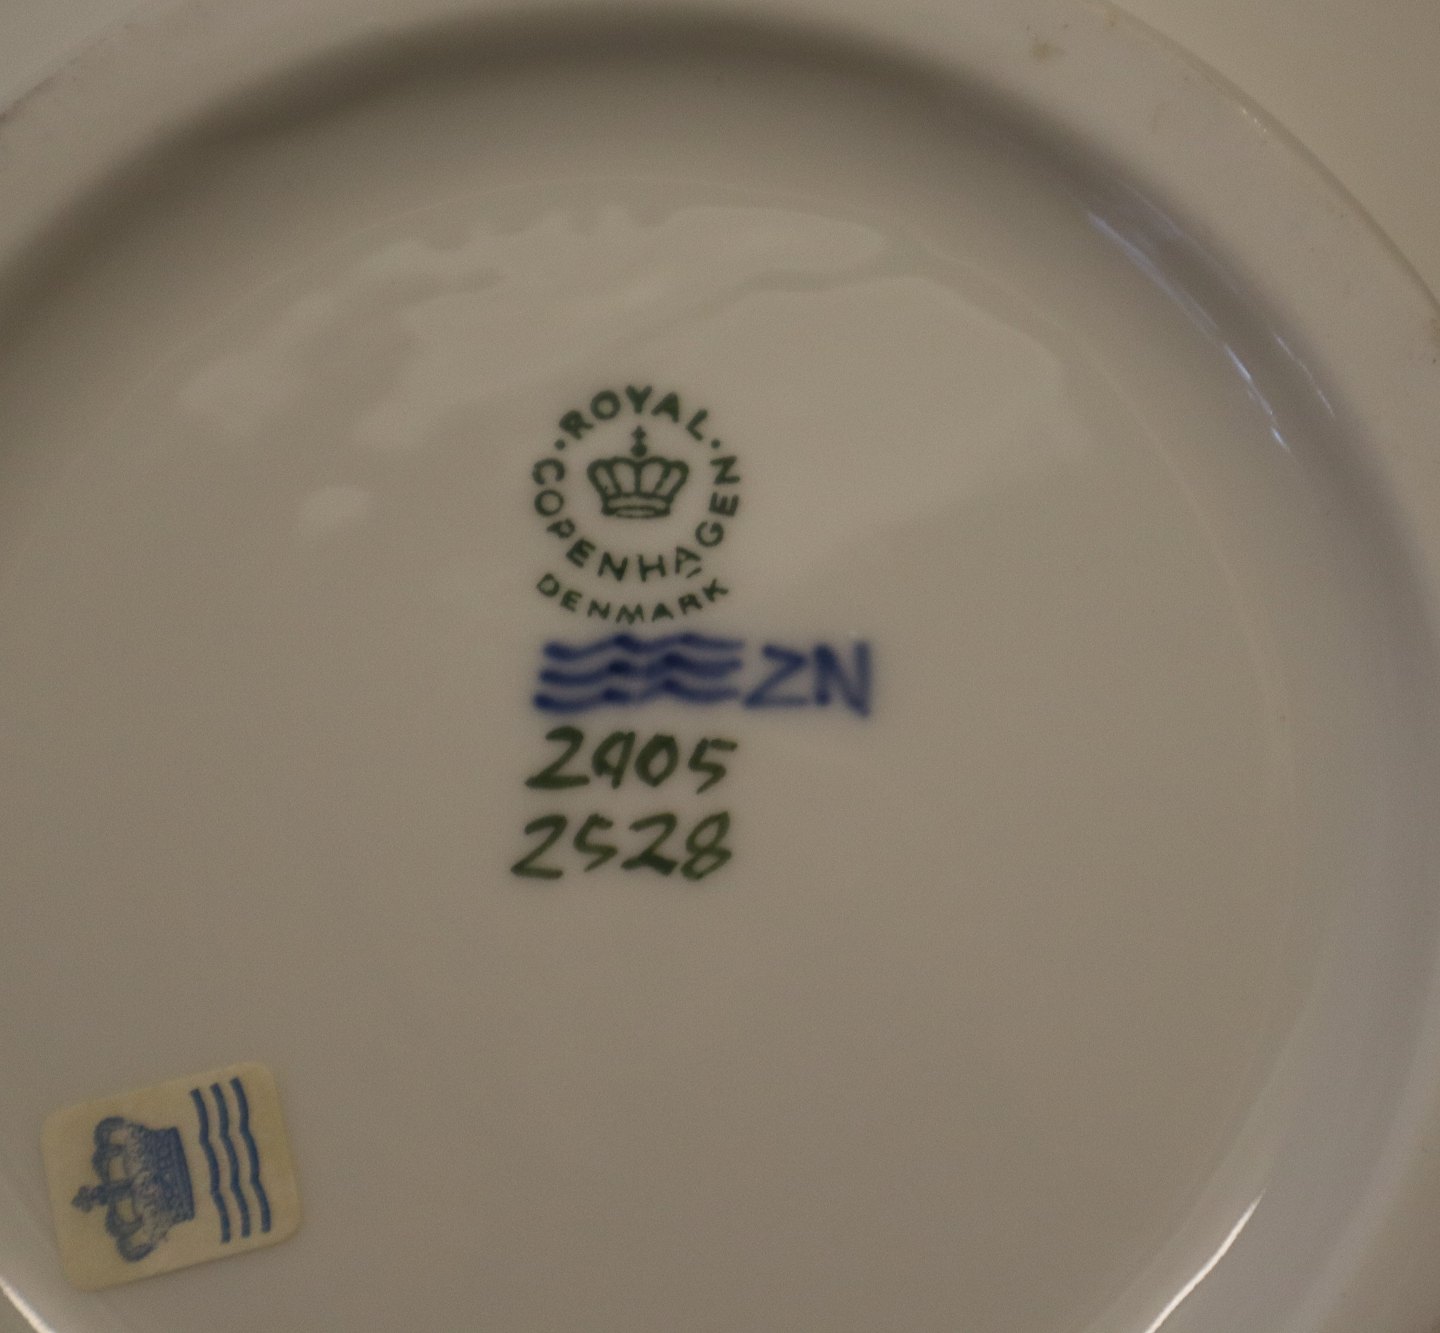 ROYAL
COPENHAGEN
DENMARK
ZN
2905
2528